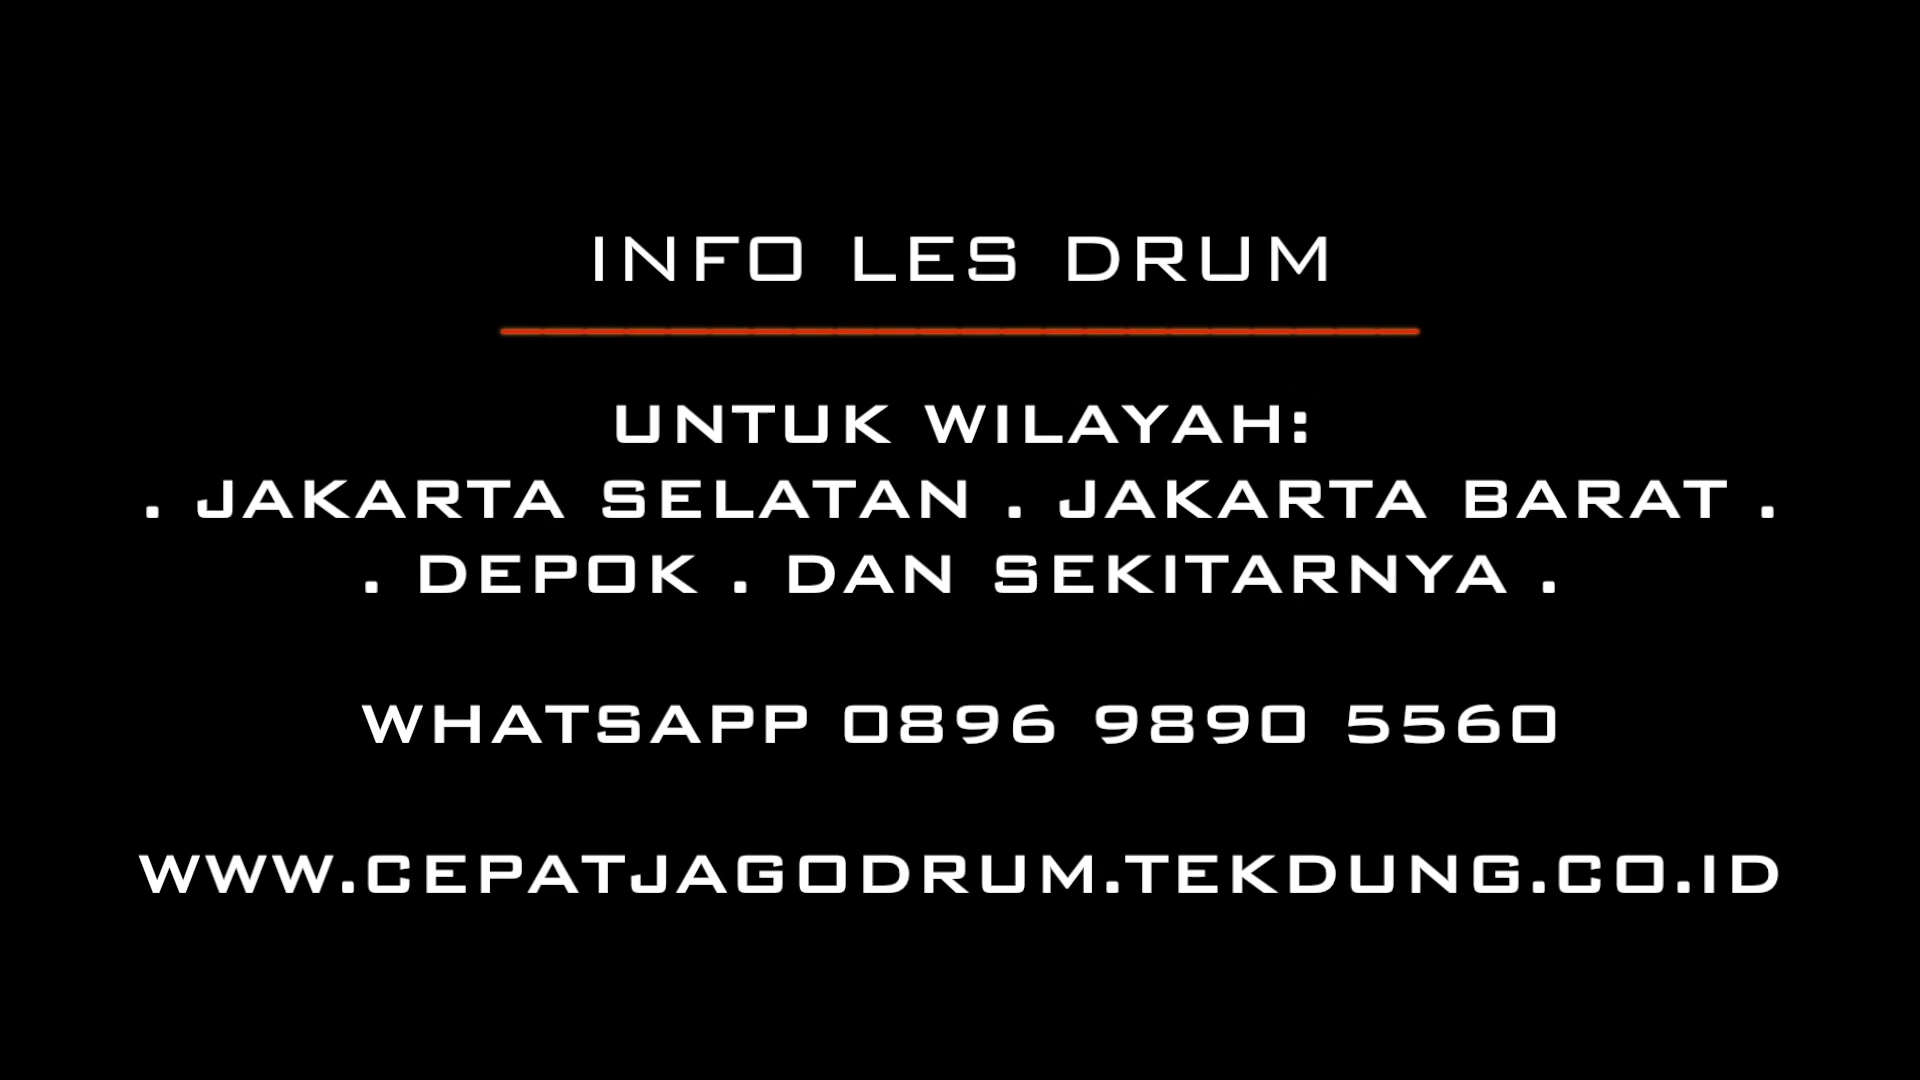 INFO LES DRUM
UNTUK WILAYAH:
. JAKARTA SELATAN . JAKARTA BARAT .
. DEPOK . DAN SEKITARNYA .
WHATSAPP 0896 9890 5560
WWW.CEPATJAGODRUM.TEKDUNG.CO.ID